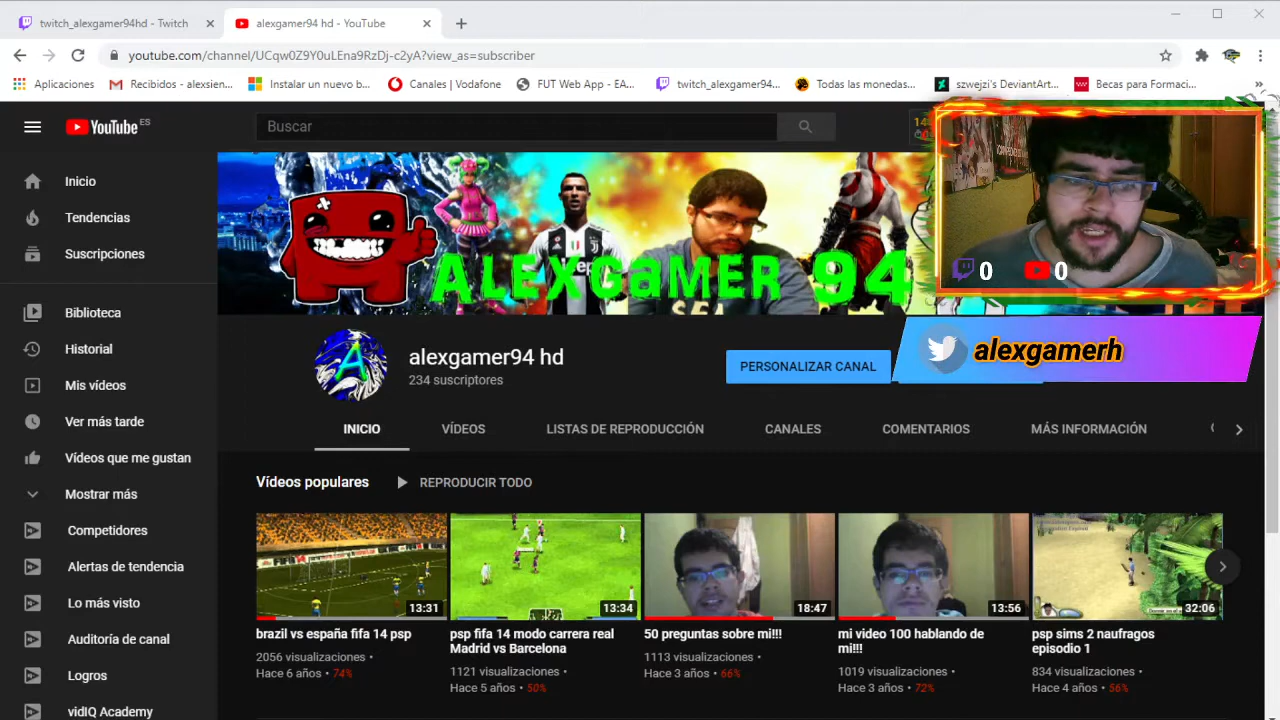 twitch_alexgamer94hd - Twitch
alexgamer94 hd - YouTube
youtube.com/channel/UCqw0Z9Y0uLEna9RzDj-c2yA?view_as=subscriber
Aplicaciones
Recibidos - alexsien...
Instalar un nuevo b...
Canales | Vodafone
FUT Web App - EA...
twitch_alexgamer94...
Todas las monedas...
szwejzi's DeviantArt...
Becas para Formaci...
YouTube ES
Buscar
Inicio
Tendencias
Suscripciones
Biblioteca
Historial
Mis vídeos
Ver más tarde
Vídeos que me gustan
Mostrar más
Competidores
Alertas de tendencia
Lo más visto
Auditoría de canal
Logros
vidIQ Academy
ALEXGaMER 94
0
0
alexgamerh
alexgamer94 hd
234 suscriptores
PERSONALIZAR CANAL
INICIO
VÍDEOS
LISTAS DE REPRODUCCIÓN
CANALES
COMENTARIOS
MÁS INFORMACIÓN
Vídeos populares
REPRODUCIR TODO
13:31
brazil vs españa fifa 14 psp
2056 visualizaciones •
Hace 6 años • 74%
13:34
psp fifa 14 modo carrera real
Madrid vs Barcelona
1121 visualizaciones •
Hace 5 años • 50%
18:47
50 preguntas sobre mi!!!
1113 visualizaciones •
Hace 3 años • 66%
13:56
mi video 100 hablando de
mi!!!
1019 visualizaciones •
Hace 3 años • 72%
32:06
psp sims 2 naufragos
episodio 1
834 visualizaciones •
Hace 4 años • 56%